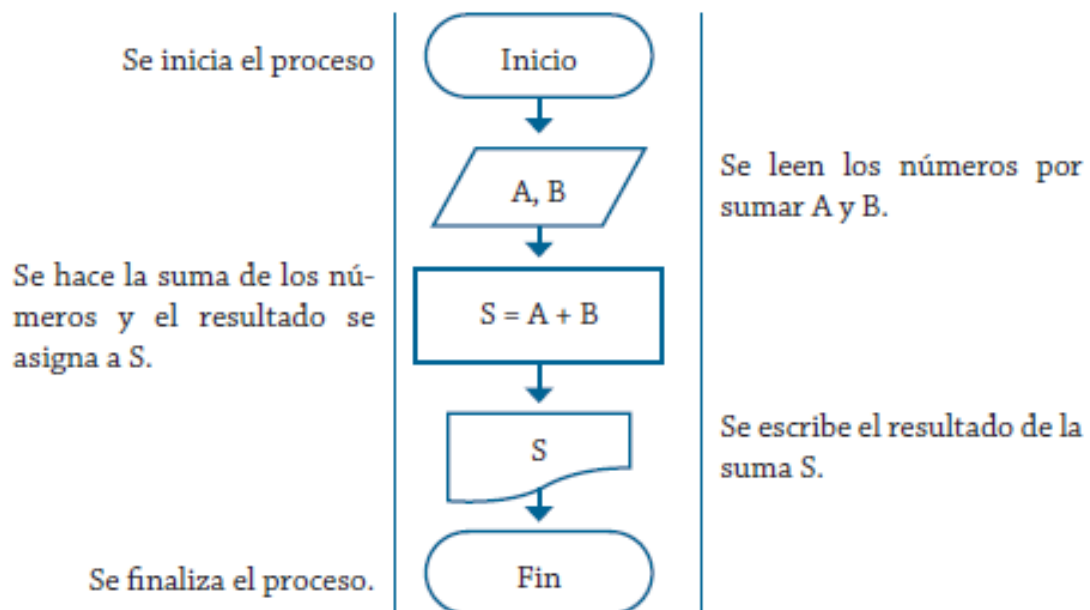 Se inicia el proceso
Inicio
A, B
Se leen los números por
sumar A y B.
Se hace la suma de los nú-
meros y el resultado se
asigna a S.
S = A + B
S
Se escribe el resultado de la
suma S.
Se finaliza el proceso.
Fin